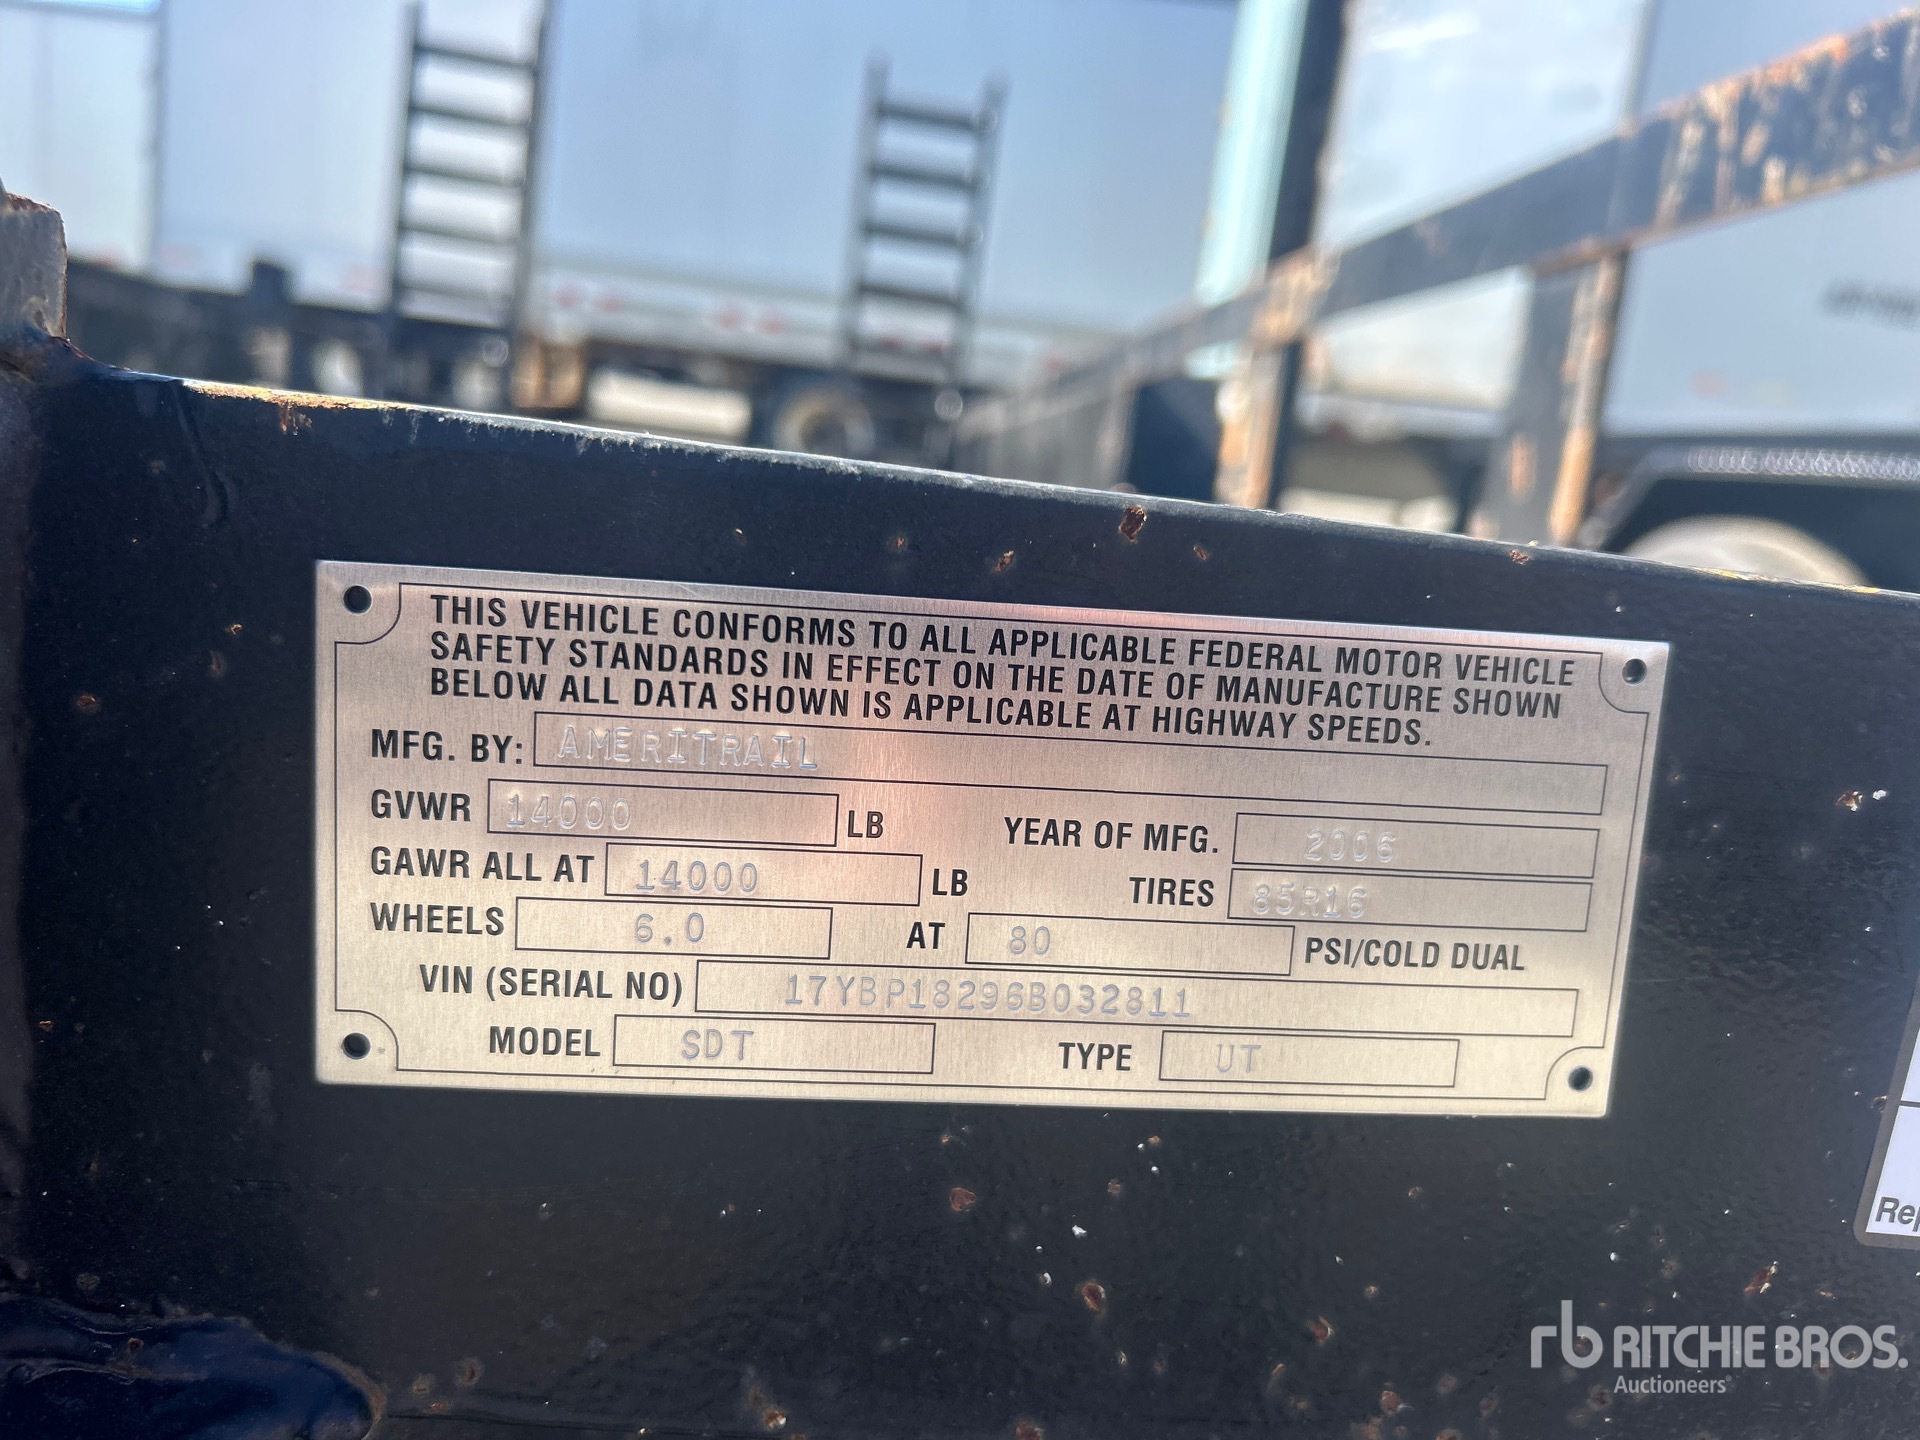 THIS VEHICLE CONFORMS TO ALL APPLICABLE FEDERAL MOTOR VEHICLE
SAFETY STANDARDS IN EFFECT ON THE DATE OF MANUFACTURE SHOWN
BELOW ALL DATA SHOWN IS APPLICABLE AT HIGHWAY SPEEDS.
MFG. BY: AMERITRAIL
GVWR 14000 LB YEAR OF MFG. 2006
GAWR ALL AT 14000 LB TIRES 85R16
WHEELS 6.0 AT 80 PSI/COLD DUAL
VIN (SERIAL NO) 17YBP18296B032811
MODEL SDT TYPE UT
rb RITCHIE BROS.
Auctioneers